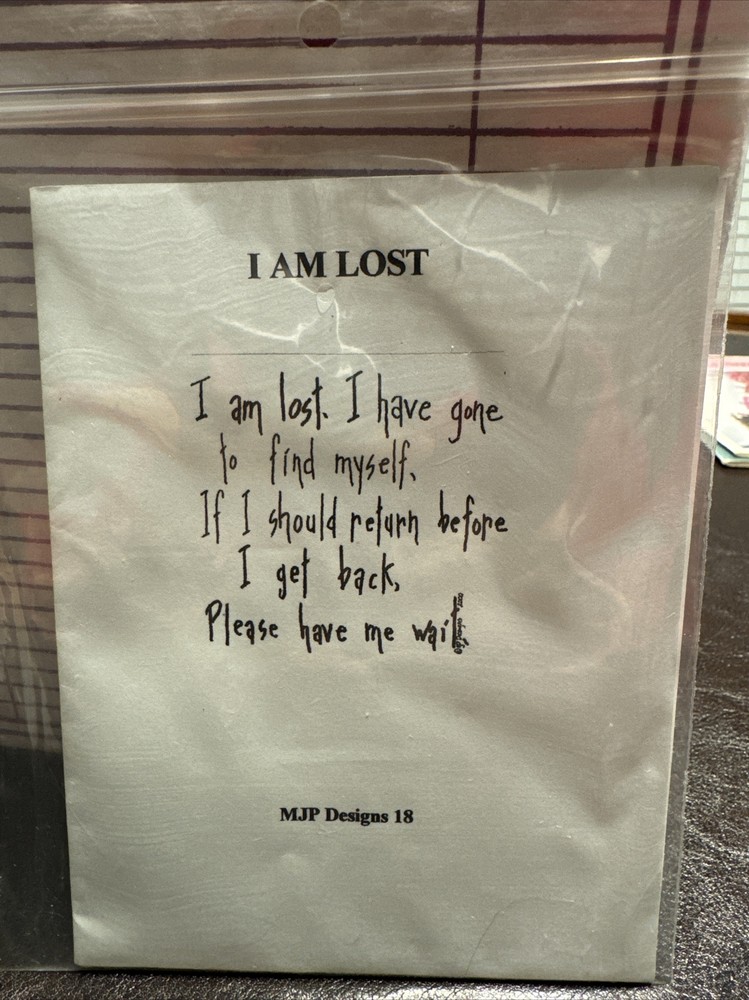 I AM LOST
I am lost. I have gone
to find myself,
If I should return before
I get back,
Please have me wait
MJP Designs 18